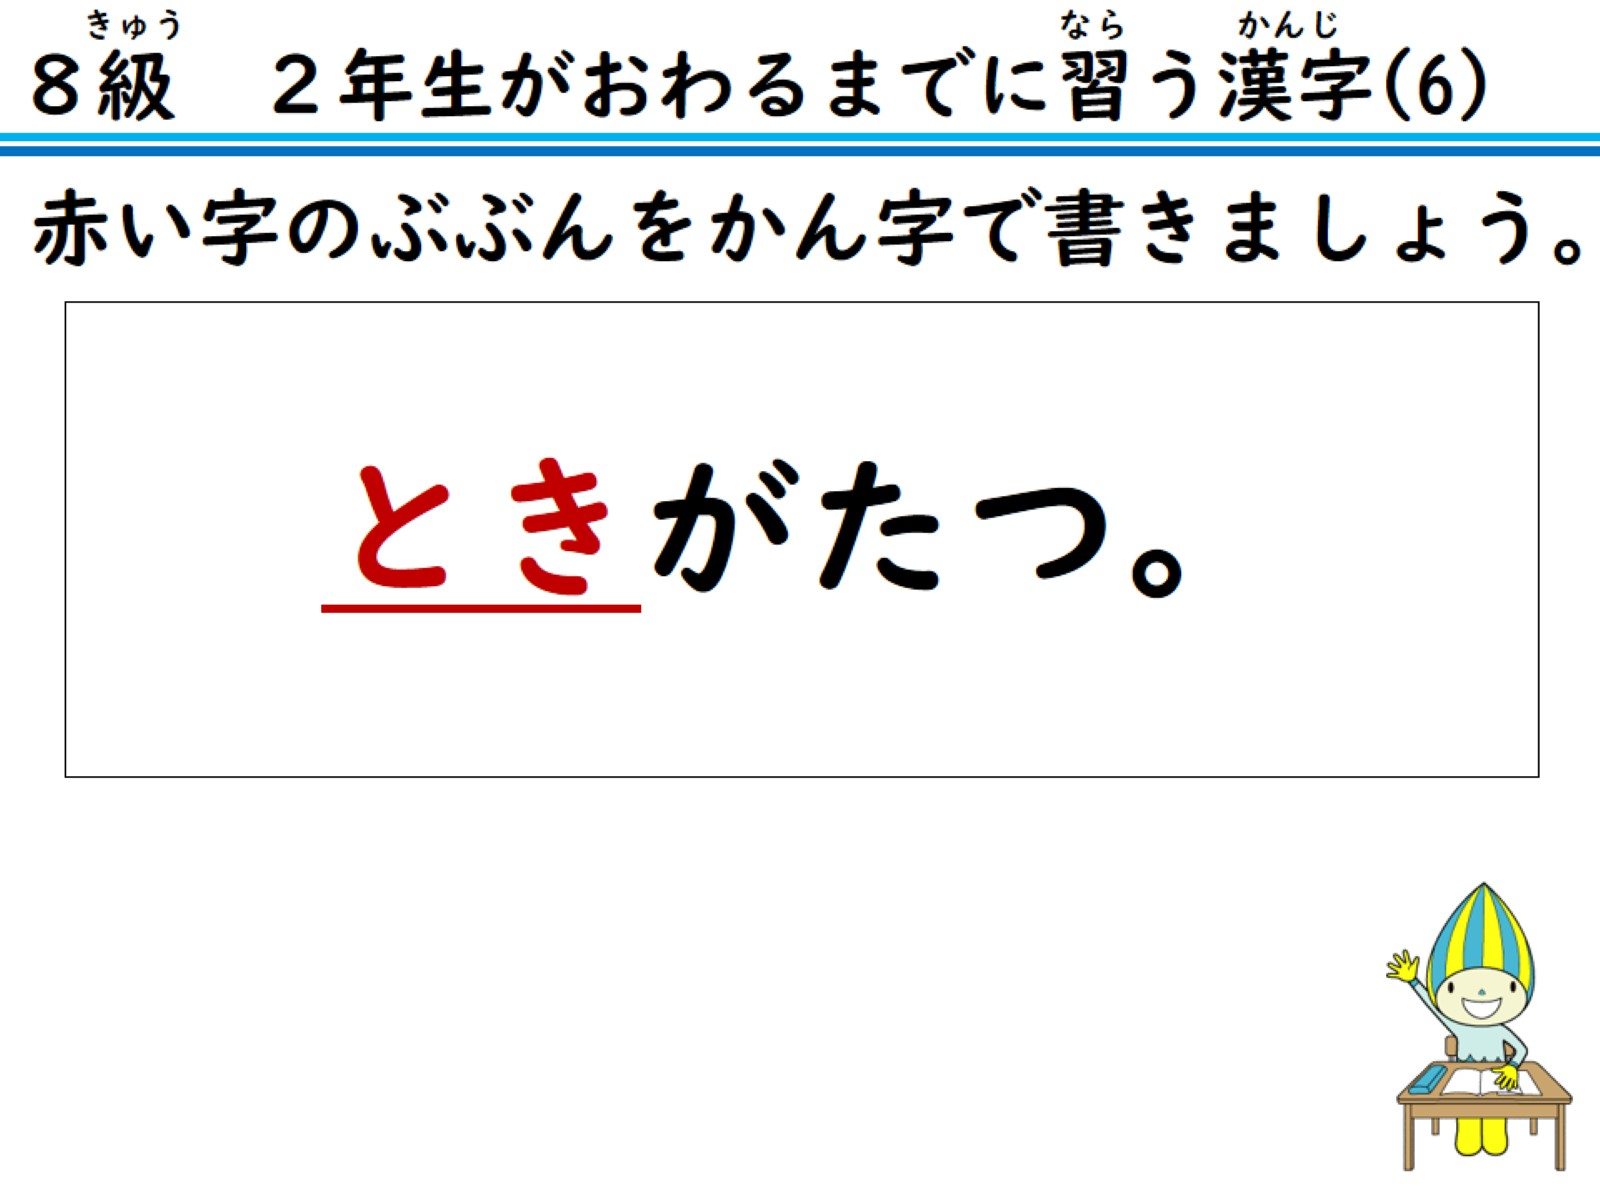 きゅう なら かんじ
８級　２年生がおわるまでに習う漢字(6)
赤い字のぶぶんをかん字で書きましょう。
ときがたつ。